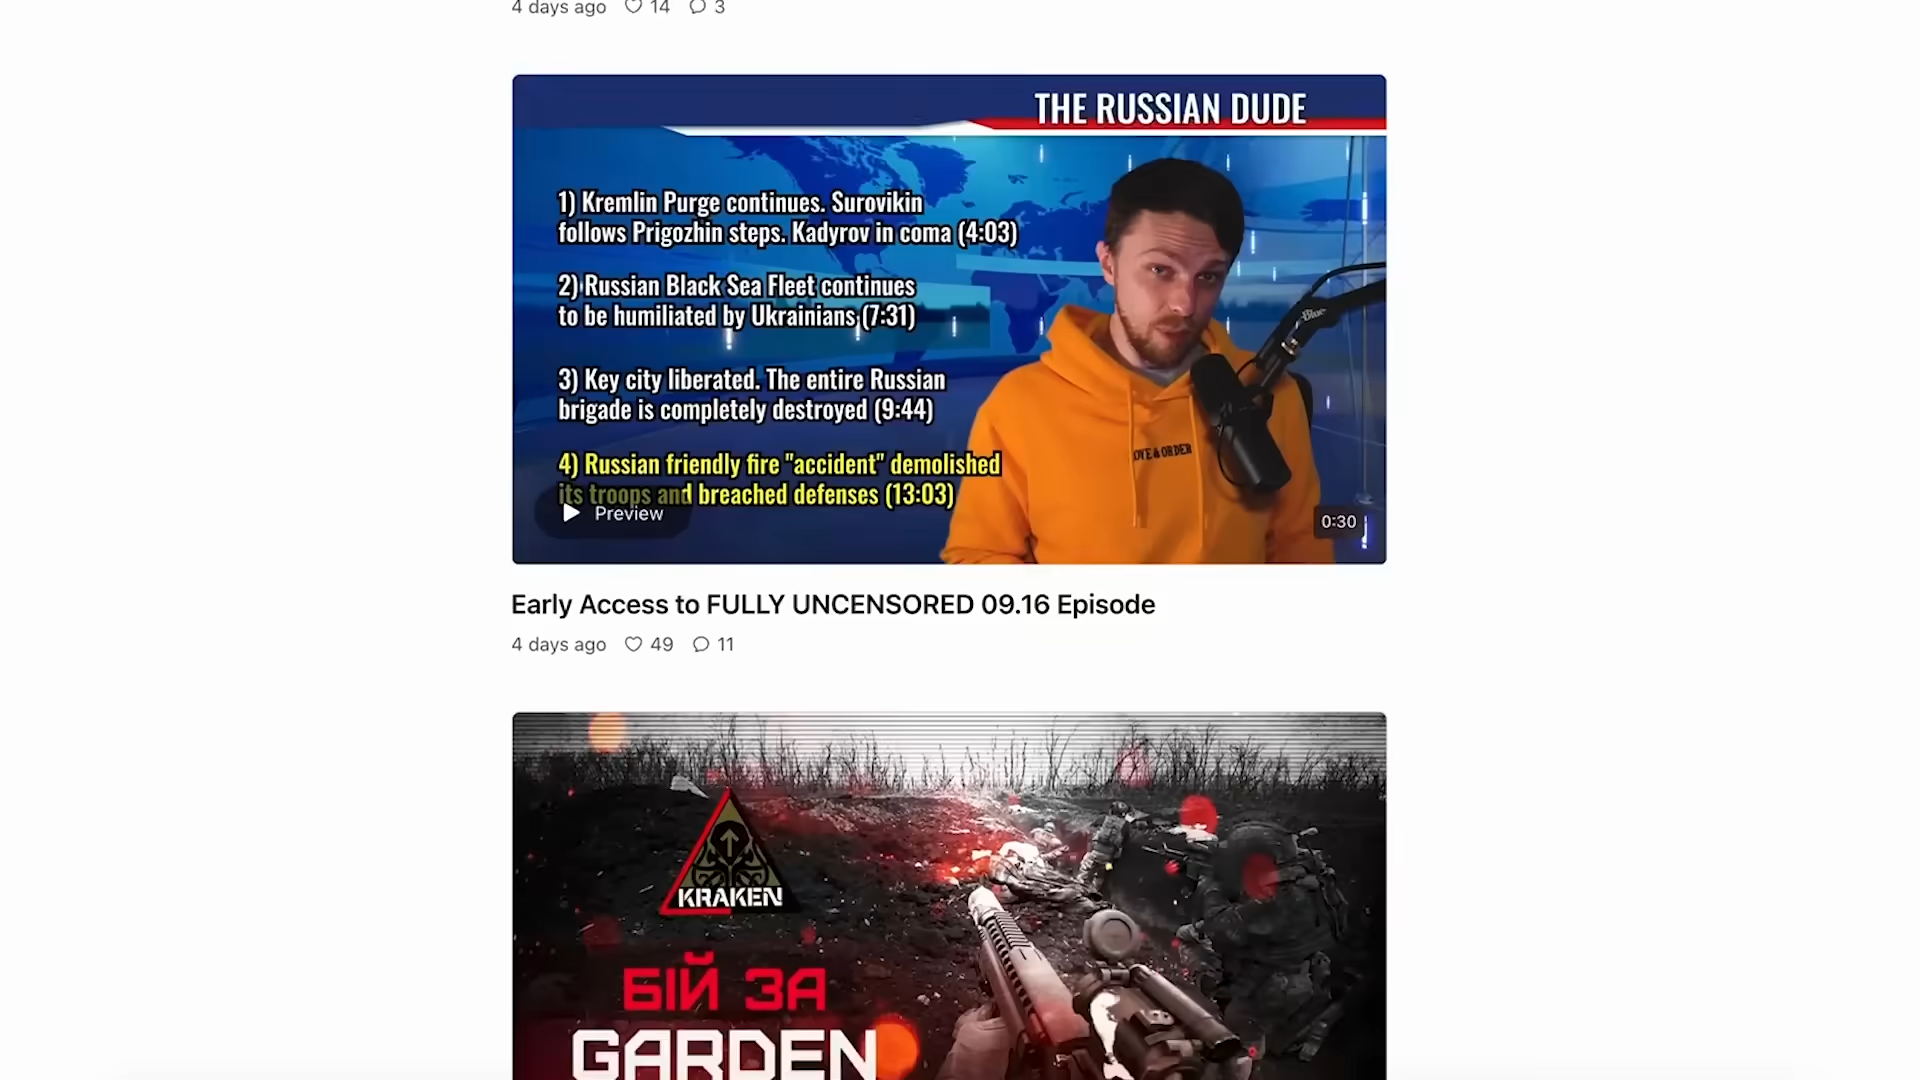 4 days ago 14 3
THE RUSSIAN DUDE
1) Kremlin Purge continues. Surovikin
follows Prigozhin steps. Kadyrov in coma (4:03)
2) Russian Black Sea Fleet continues
to be humiliated by Ukrainians (7:31)
3) Key city liberated. The entire Russian
brigade is completely destroyed (9:44)
4) Russian friendly fire "accident" demolished
its troops and breached defenses (13:03)
Preview
0:30
Blue
OVE & ORDER
Early Access to FULLY UNCENSORED 09.16 Episode
4 days ago 49 11
KRAKEN
БІЙ ЗА
GARDEN